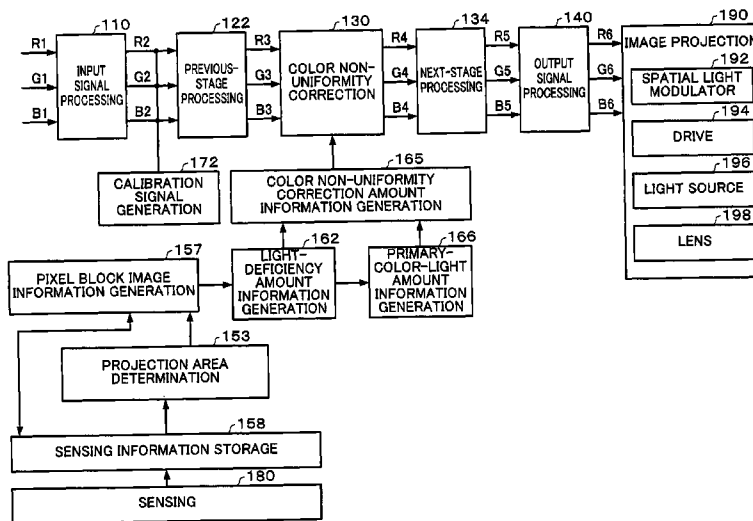 110
122
130
134
140
190
R1
R2
R3
R4
R5
R6
G1
G2
G3
G4
G5
G6
B1
B2
B3
B4
B5
B6
INPUT
SIGNAL
PROCESSING
PREVIOUS-
STAGE
PROCESSING
COLOR NON-
UNIFORMITY
CORRECTION
NEXT-STAGE
PROCESSING
OUTPUT
SIGNAL
PROCESSING
IMAGE PROJECTION
192
SPATIAL LIGHT
MODULATOR
194
DRIVE
196
LIGHT SOURCE
198
LENS
172
CALIBRATION
SIGNAL
GENERATION
165
COLOR NON-UNIFORMITY
CORRECTION AMOUNT
INFORMATION GENERATION
157
PIXEL BLOCK IMAGE
INFORMATION GENERATION
162
LIGHT-
DEFICIENCY
AMOUNT
INFORMATION
GENERATION
166
PRIMARY-
COLOR-LIGHT
AMOUNT
INFORMATION
GENERATION
153
PROJECTION AREA
DETERMINATION
158
SENSING INFORMATION STORAGE
180
SENSING